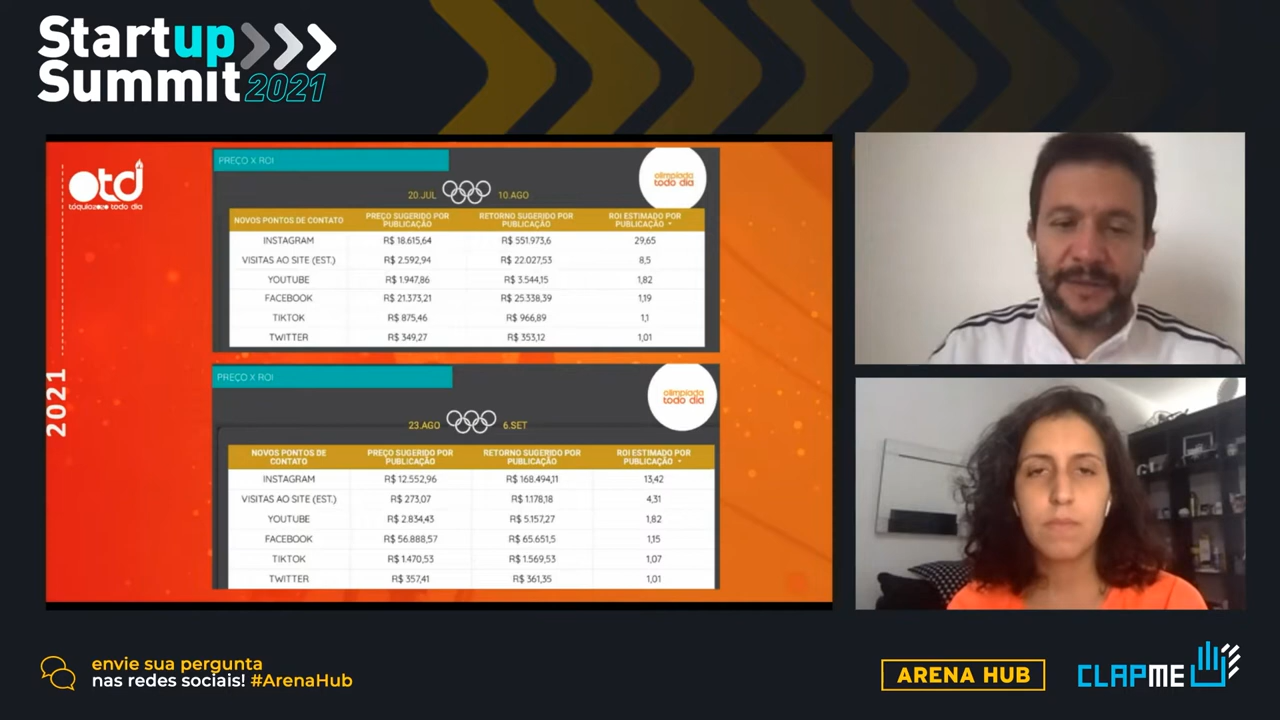 Startup
Summit 2021
otd
tóquio2020 todo dia
2021
PREÇO X ROI
olimpíada
todo dia
20.JUL 10.AGO
NOVOS PONTOS DE CONTATO PREÇO SUGERIDO POR PUBLICAÇÃO RETORNO SUGERIDO POR PUBLICAÇÃO ROI ESTIMADO POR PUBLICAÇÃO
INSTAGRAM R$ 18.615,64 R$ 551.973,6 29,65
VISITAS AO SITE (EST.) R$ 2.592,94 R$ 22.027,53 8,5
YOUTUBE R$ 1.947,86 R$ 3.544,15 1,82
FACEBOOK R$ 21.373,21 R$ 25.338,39 1,19
TIKTOK R$ 875,46 R$ 966,89 1,1
TWITTER R$ 349,27 R$ 353,12 1,01
PREÇO X ROI
olimpíada
todo dia
23.AGO 6.SET
NOVOS PONTOS DE CONTATO PREÇO SUGERIDO POR PUBLICAÇÃO RETORNO SUGERIDO POR PUBLICAÇÃO ROI ESTIMADO POR PUBLICAÇÃO
INSTAGRAM R$ 12.552,96 R$ 168.494,11 13,42
VISITAS AO SITE (EST.) R$ 273,07 R$ 1.178,18 4,31
YOUTUBE R$ 2.834,43 R$ 5.157,27 1,82
FACEBOOK R$ 56.888,57 R$ 65.651,5 1,15
TIKTOK R$ 1.470,53 R$ 1.569,53 1,07
TWITTER R$ 357,41 R$ 361,35 1,01
envie sua pergunta
nas redes sociais! #ArenaHub
ARENA HUB
CLAPME